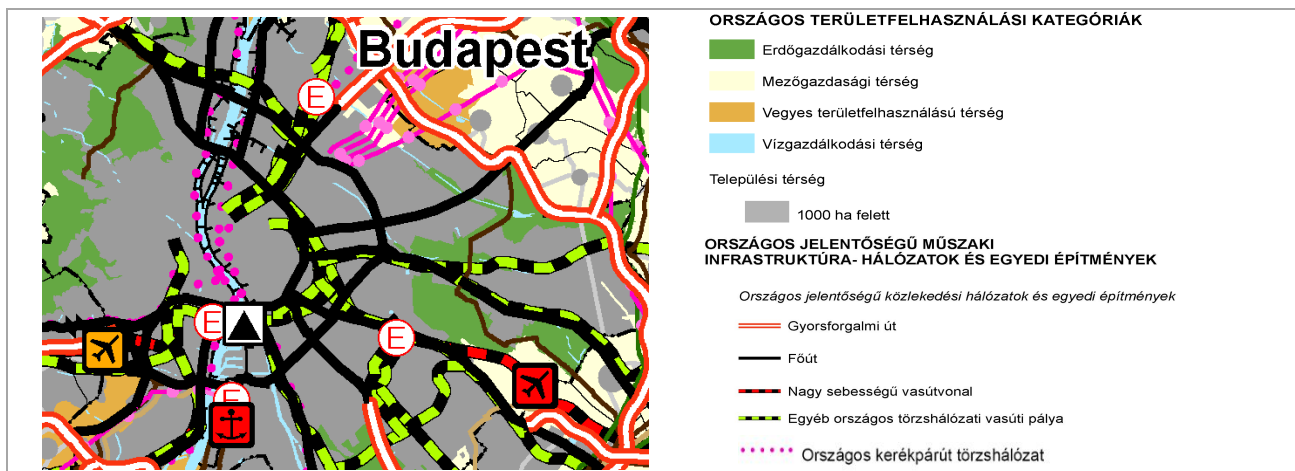 Budapest
E
E
E
E
ORSZÁGOS TERÜLETFELHASZNÁLÁSI KATEGÓRIÁK
Erdőgazdálkodási térség
Mezőgazdasági térség
Vegyes területfelhasználású térség
Vízgazdálkodási térség
Települési térség
1000 ha felett
ORSZÁGOS JELENTŐSÉGŰ MŰSZAKI
INFRASTRUKTÚRA- HÁLÓZATOK ÉS EGYEDI ÉPÍTMÉNYEK
Országos jelentőségű közlekedési hálózatok és egyedi építmények
Gyorsforgalmi út
Főút
Nagy sebességű vasútvonal
Egyéb országos törzshálózati vasúti pálya
Országos kerékpárút törzshálózat